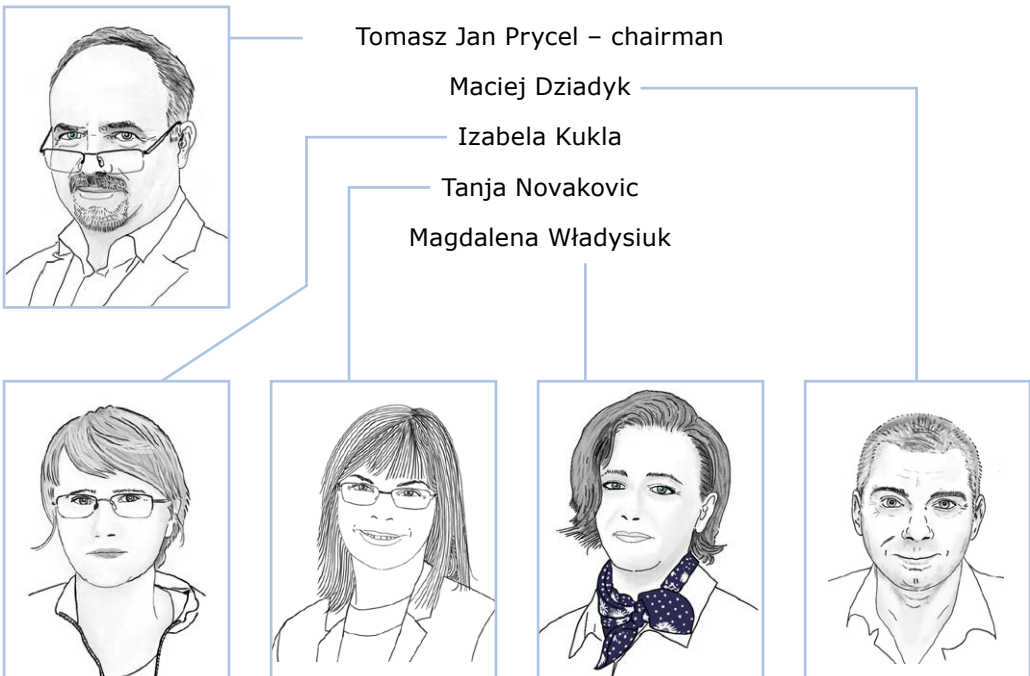 Tomasz Jan Prycel – chairman
Maciej Dziadyk
Izabela Kukla
Tanja Novakovic
Magdalena Władysiuk